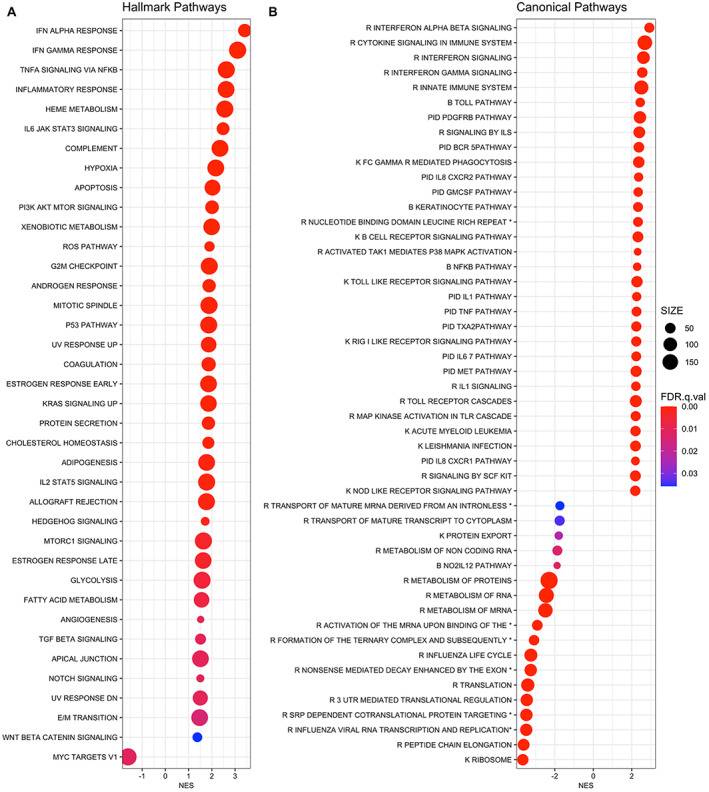 A
Hallmark Pathways
IFN ALPHA RESPONSE
IFN GAMMA RESPONSE
TNFA SIGNALING VIA NFKB
INFLAMMATORY RESPONSE
HEME METABOLISM
IL6 JAK STAT3 SIGNALING
COMPLEMENT
HYPOXIA
APOPTOSIS
PI3K AKT MTOR SIGNALING
XENOBIOTIC METABOLISM
ROS PATHWAY
G2M CHECKPOINT
ANDROGEN RESPONSE
MITOTIC SPINDLE
P53 PATHWAY
UV RESPONSE UP
COAGULATION
ESTROGEN RESPONSE EARLY
KRAS SIGNALING UP
PROTEIN SECRETION
CHOLESTEROL HOMEOSTASIS
ADIPOGENESIS
IL2 STAT5 SIGNALING
ALLOGRAFT REJECTION
HEDGEHOG SIGNALING
MTORC1 SIGNALING
ESTROGEN RESPONSE LATE
GLYCOLYSIS
FATTY ACID METABOLISM
ANGIOGENESIS
TGF BETA SIGNALING
APICAL JUNCTION
NOTCH SIGNALING
UV RESPONSE DN
E/M TRANSITION
WNT BETA CATENIN SIGNALING
MYC TARGETS V1
-1 0 1 2 3
NES
B
Canonical Pathways
R INTERFERON ALPHA BETA SIGNALING
R CYTOKINE SIGNALING IN IMMUNE SYSTEM
R INTERFERON SIGNALING
R INTERFERON GAMMA SIGNALING
R INNATE IMMUNE SYSTEM
B TOLL PATHWAY
PID PDGFRB PATHWAY
R SIGNALING BY ILS
PID BCR 5PATHWAY
K FC GAMMA R MEDIATED PHAGOCYTOSIS
PID IL8 CXCR2 PATHWAY
PID GMCSF PATHWAY
B KERATINOCYTE PATHWAY
R NUCLEOTIDE BINDING DOMAIN LEUCINE RICH REPEAT *
K B CELL RECEPTOR SIGNALING PATHWAY
R ACTIVATED TAK1 MEDIATES P38 MAPK ACTIVATION
B NFKB PATHWAY
K TOLL LIKE RECEPTOR SIGNALING PATHWAY
PID IL1 PATHWAY
PID TNF PATHWAY
PID TXA2PATHWAY
K RIG I LIKE RECEPTOR SIGNALING PATHWAY
PID IL6 7 PATHWAY
PID MET PATHWAY
R IL1 SIGNALING
R TOLL RECEPTOR CASCADES
R MAP KINASE ACTIVATION IN TLR CASCADE
K ACUTE MYELOID LEUKEMIA
K LEISHMANIA INFECTION
PID IL8 CXCR1 PATHWAY
R SIGNALING BY SCF KIT
K NOD LIKE RECEPTOR SIGNALING PATHWAY
R TRANSPORT OF MATURE MRNA DERIVED FROM AN INTRONLESS *
R TRANSPORT OF MATURE TRANSCRIPT TO CYTOPLASM
K PROTEIN EXPORT
R METABOLISM OF NON CODING RNA
B NO2IL12 PATHWAY
R METABOLISM OF PROTEINS
R METABOLISM OF RNA
R METABOLISM OF MRNA
R ACTIVATION OF THE MRNA UPON BINDING OF THE *
R FORMATION OF THE TERNARY COMPLEX AND SUBSEQUENTLY *
R INFLUENZA LIFE CYCLE
R NONSENSE MEDIATED DECAY ENHANCED BY THE EXON *
R TRANSLATION
R 3 UTR MEDIATED TRANSLATIONAL REGULATION
R SRP DEPENDENT COTRANSLATIONAL PROTEIN TARGETING *
R INFLUENZA VIRAL RNA TRANSCRIPTION AND REPLICATION*
R PEPTIDE CHAIN ELONGATION
K RIBOSOME
-2 0 2
NES
SIZE
50
100
150
FDR.q.val
0.00
0.01
0.02
0.03